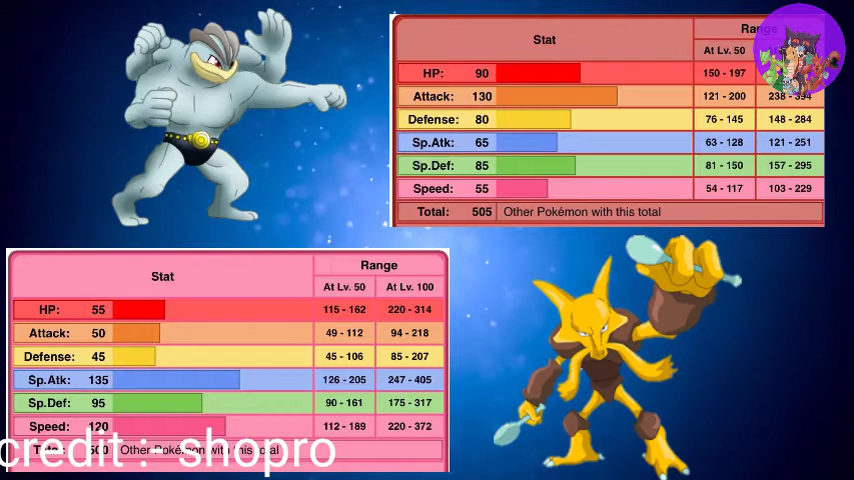 Stat
Range
At Lv. 50
HP: 90 150 - 197
Attack: 130 121 - 200 238 - 394
Defense: 80 76 - 145 148 - 284
Sp.Atk: 65 63 - 128 121 - 251
Sp.Def: 85 81 - 150 157 - 295
Speed: 55 54 - 117 103 - 229
Total: 505 Other Pokémon with this total
Stat
Range
At Lv. 50 At Lv. 100
HP: 55 115 - 162 220 - 314
Attack: 50 49 - 112 94 - 218
Defense: 45 45 - 106 85 - 207
Sp.Atk: 135 126 - 205 247 - 405
Sp.Def: 95 90 - 161 175 - 317
Speed: 120 112 - 189 220 - 372
Total: 500 Other Pokémon with this total
credit :- shopro